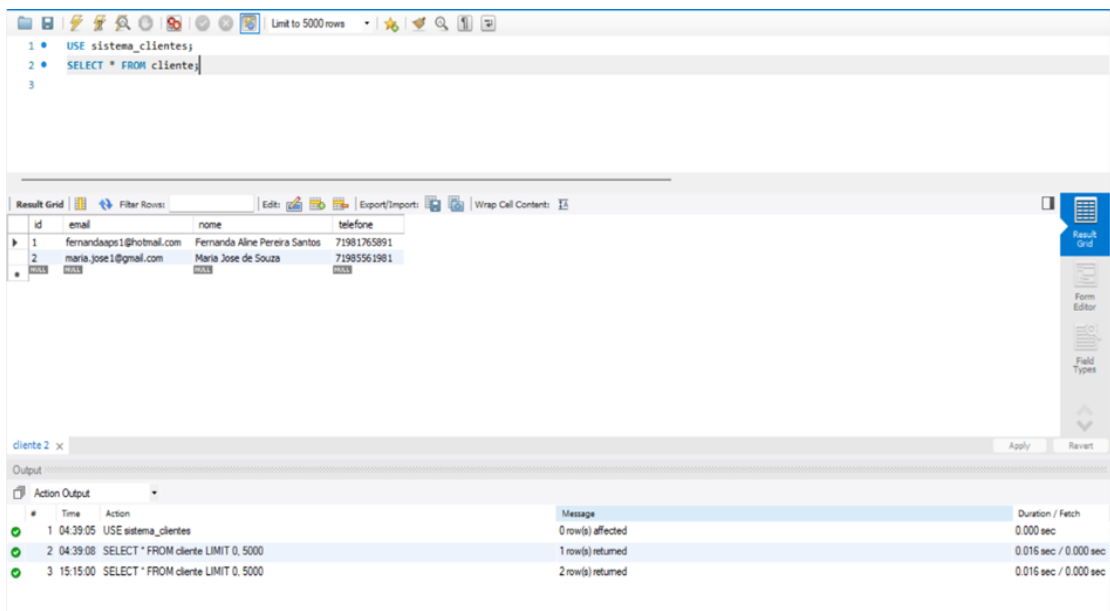 Limit to 5000 rows
1 USE sistema_clientes;
2 SELECT * FROM cliente;
3
Result Grid Filter Rows: Edit: Export/Import: Wrap Cell Content:
id email nome telefone
1 fernandaaps1@hotmail.com Fernanda Aline Pereira Santos 71981765891
2 maria.jose1@gmail.com Maria Jose de Souza 71985561981
NULL NULL NULL NULL
Result Grid
Form Editor
Field Types
cliente 2 Apply Revert
Output
Action Output
# Time Action Message Duration / Fetch
1 04:39:05 USE sistema_clientes 0 row(s) affected 0.000 sec
2 04:39:08 SELECT * FROM cliente LIMIT 0, 5000 1 row(s) returned 0.016 sec / 0.000 sec
3 15:15:00 SELECT * FROM cliente LIMIT 0, 5000 2 row(s) returned 0.016 sec / 0.000 sec